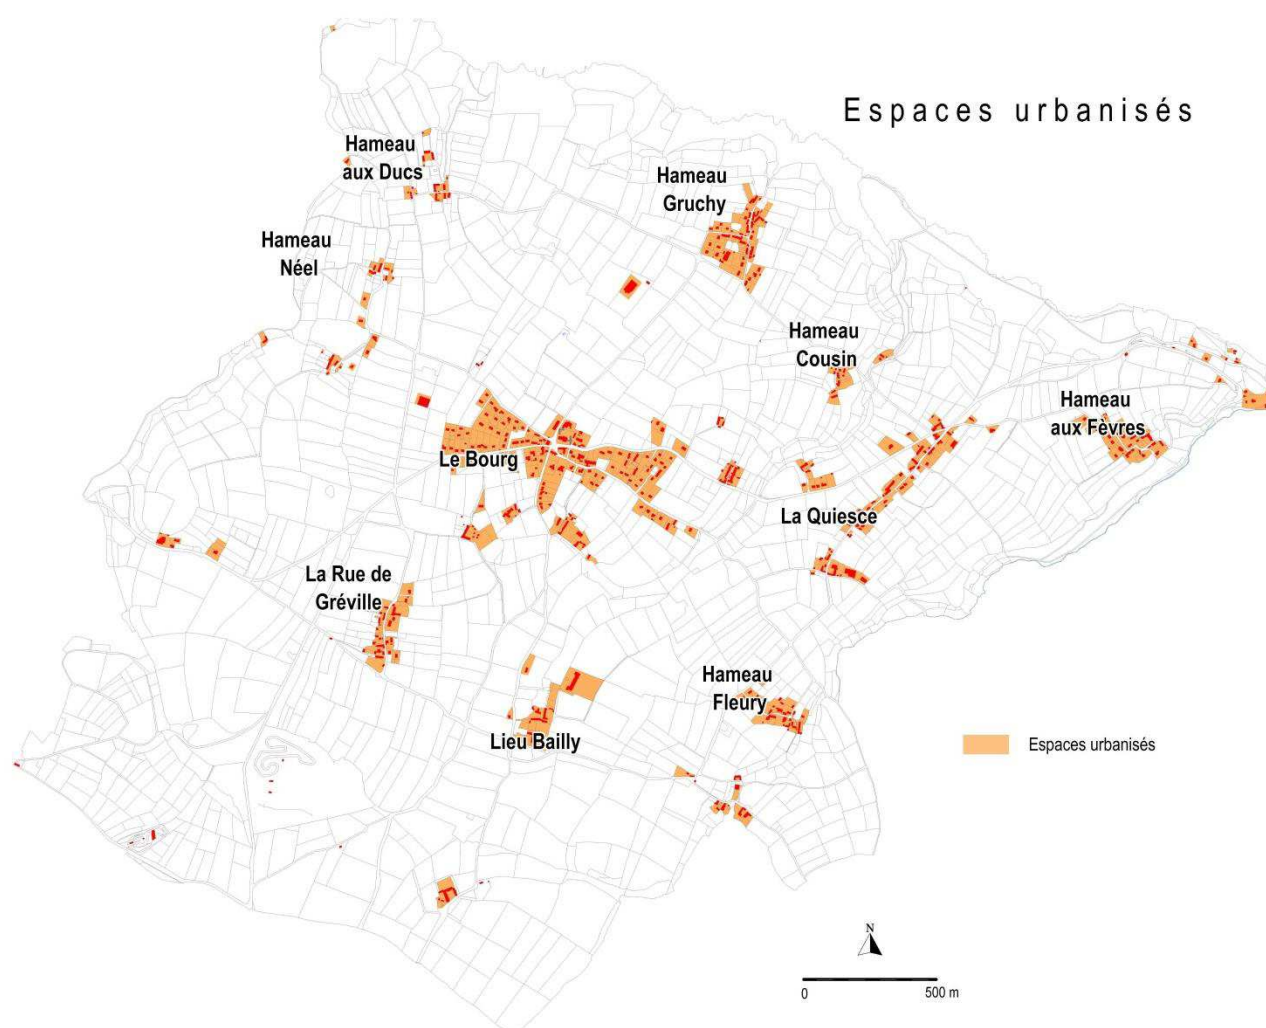 Espaces urbanisés
Hameau
aux Ducs
Hameau
Gruchy
Hameau
Néel
Hameau
Cousin
Hameau
aux Fèvres
Le Bourg
La Quiesce
La Rue de
Gréville
Hameau
Fleury
Lieu Bailly
Espaces urbanisés
N
0
500 m